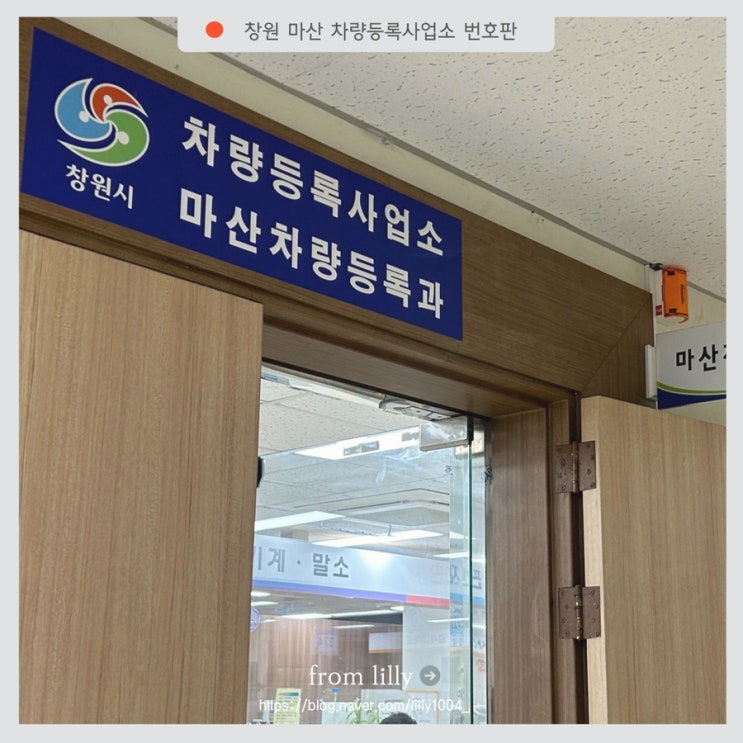 창원 마산 차량등록사업소 번호판
창원시
차량등록사업소
마산차량등록과
마산
기계·말소
from lilly
https://blog.naver.com/lilly1004_